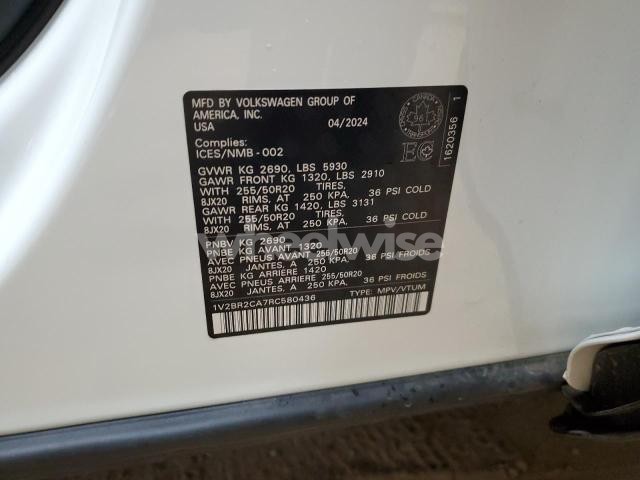 MFD BY VOLKSWAGEN GROUP OF
AMERICA, INC.
USA 04/2024
Complies:
ICES/NMB-002
GVWR KG 2690, LBS 5930
GAWR FRONT KG 1320, LBS 2910
WITH 255/50R20 TIRES.
8JX20 RIMS, AT 250 KPA. 36 PSI COLD
GAWR REAR KG 1420, LBS 3131
WITH 255/50R20 TIRES.
8JX20 RIMS, AT 250 KPA. 36 PSI COLD
PNBV KG 2690
PNBE KG AVANT 1320
AVEC PNEUS AVANT 255/50R20
8JX20 JANTES, A 250 KPA. 36 PSI FROIDS
PNBE KG ARRIERE 1420
AVEC PNEUS ARRIERE 255/50R20
8JX20 JANTES, A 250 KPA. 36 PSI FROIDS
1V2BR2CA7RC580436 TYPE: MPV/VTUM
CANADA
96
1620356 1
wheelwise